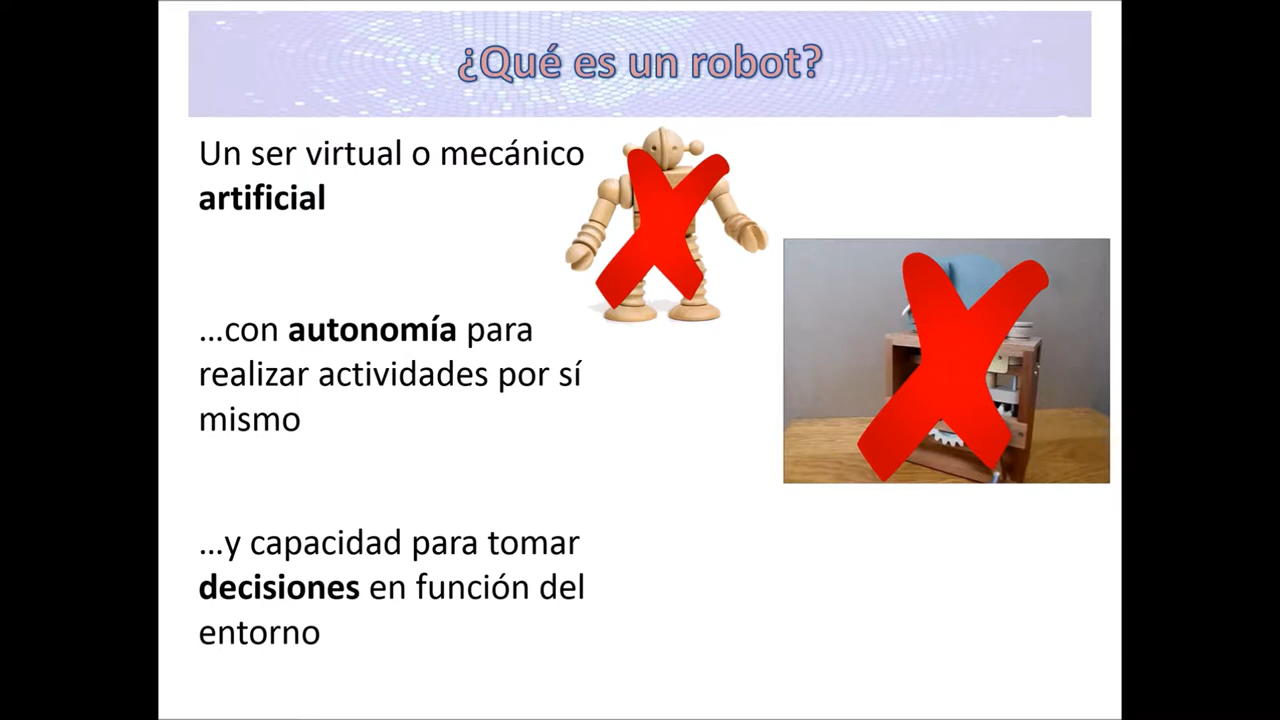 ¿Qué es un robot?
Un ser virtual o mecánico
artificial
...con autonomía para
realizar actividades por sí
mismo
...y capacidad para tomar
decisiones en función del
entorno